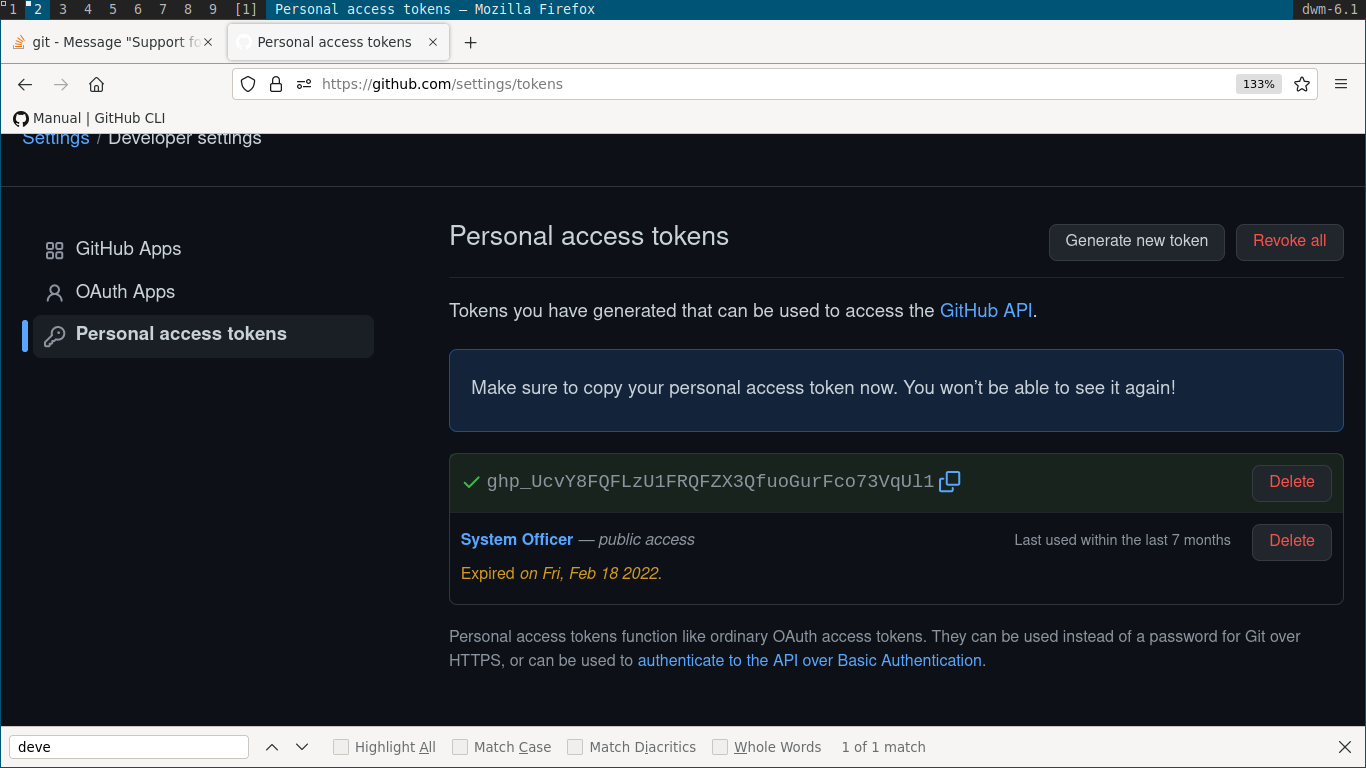 1 2 3 4 5 6 7 8 9 [1] Personal access tokens — Mozilla Firefox dwm-6.1
git - Message "Support fo Personal access tokens
https://github.com/settings/tokens 133%
Manual | GitHub CLI
Settings / Developer settings
GitHub Apps
OAuth Apps
Personal access tokens
Personal access tokens Generate new token Revoke all
Tokens you have generated that can be used to access the GitHub API.
Make sure to copy your personal access token now. You won’t be able to see it again!
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 Delete
System Officer — public access Last used within the last 7 months Delete
Expired on Fri, Feb 18 2022.
Personal access tokens function like ordinary OAuth access tokens. They can be used instead of a password for Git over
HTTPS, or can be used to authenticate to the API over Basic Authentication.
deve Highlight All Match Case Match Diacritics Whole Words 1 of 1 match